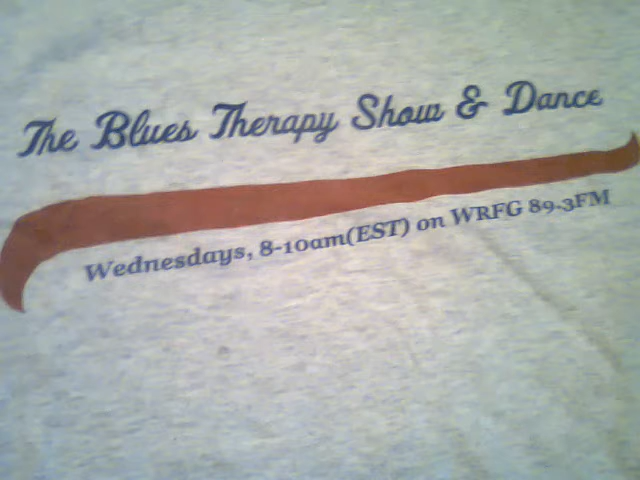 The Blues Therapy Show & Dance
Wednesdays, 8-10am(EST) on WRFG 89.3FM